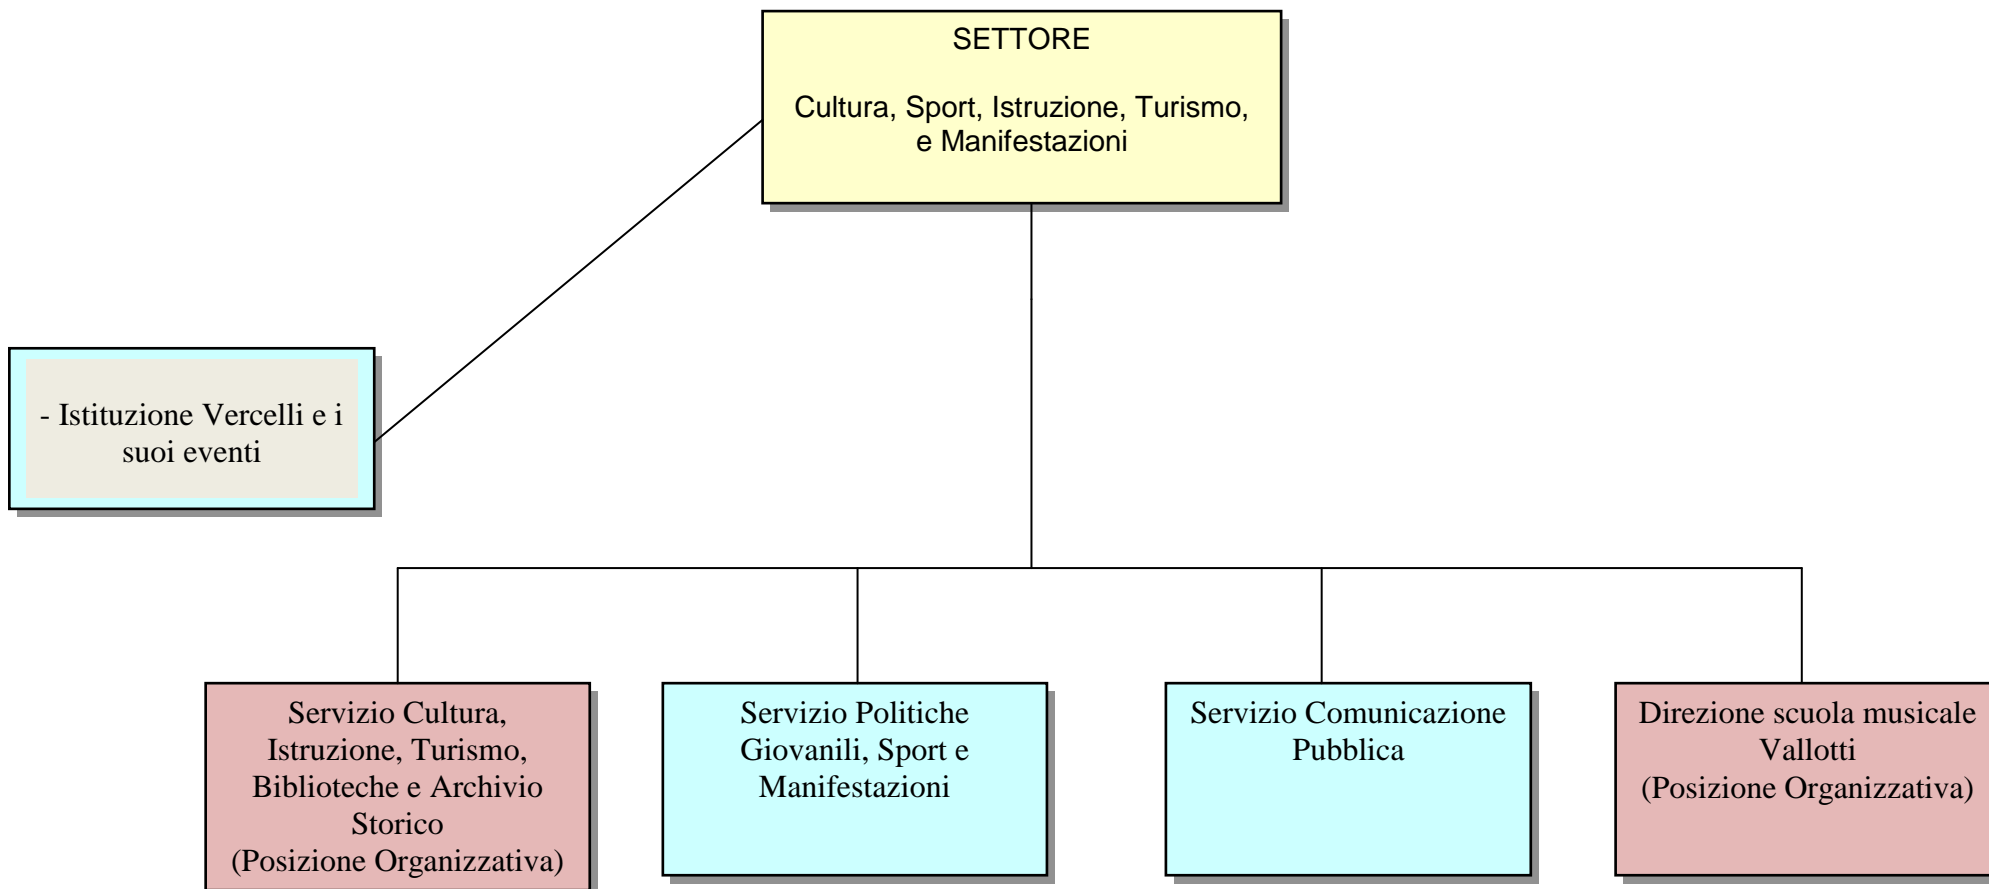 SETTORE
Cultura, Sport, Istruzione, Turismo,
e Manifestazioni
- Istituzione Vercelli e i
suoi eventi
Servizio Cultura,
Istruzione, Turismo,
Biblioteche e Archivio
Storico
(Posizione Organizzativa)
Servizio Politiche
Giovanili, Sport e
Manifestazioni
Servizio Comunicazione
Pubblica
Direzione scuola musicale
Vallotti
(Posizione Organizzativa)